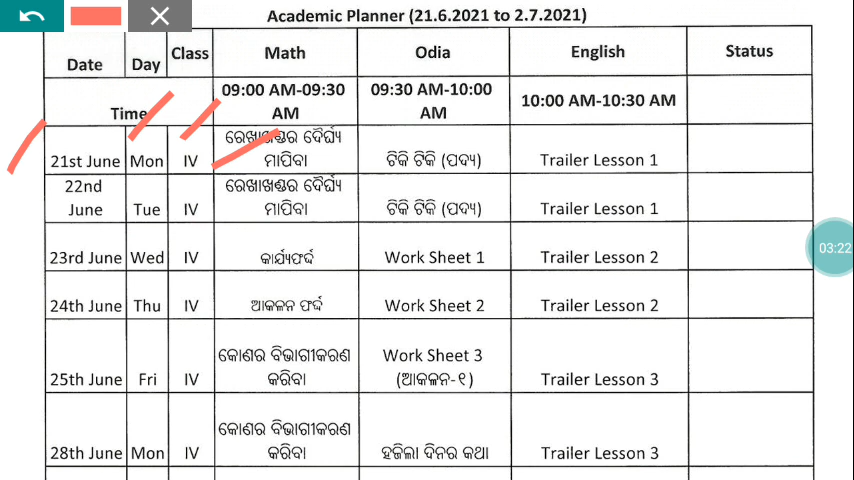 Academic Planner (21.6.2021 to 2.7.2021)
Date Day Class Math Odia English Status
Time 09:00 AM-09:30 AM 09:30 AM-10:00 AM 10:00 AM-10:30 AM
21st June Mon IV ରେଖାଖଣ୍ଡର ଦୈର୍ଘ୍ୟ ମାପିବା ଟିକି ଟିକି (ପଦ୍ୟ) Trailer Lesson 1
22nd June Tue IV ରେଖାଖଣ୍ଡର ଦୈର୍ଘ୍ୟ ମାପିବା ଟିକି ଟିକି (ପଦ୍ୟ) Trailer Lesson 1
23rd June Wed IV କାର୍ଯ୍ୟଫର୍ଦ୍ଦ Work Sheet 1 Trailer Lesson 2
24th June Thu IV ଆକଳନ ଫର୍ଦ୍ଦ Work Sheet 2 Trailer Lesson 2
25th June Fri IV କୋଣର ବିଭାଗୀକରଣ କରିବା Work Sheet 3 (ଆକଳନ-୧) Trailer Lesson 3
28th June Mon IV କୋଣର ବିଭାଗୀକରଣ କରିବା ହଜିଲା ଦିନର କଥା Trailer Lesson 3
03:22